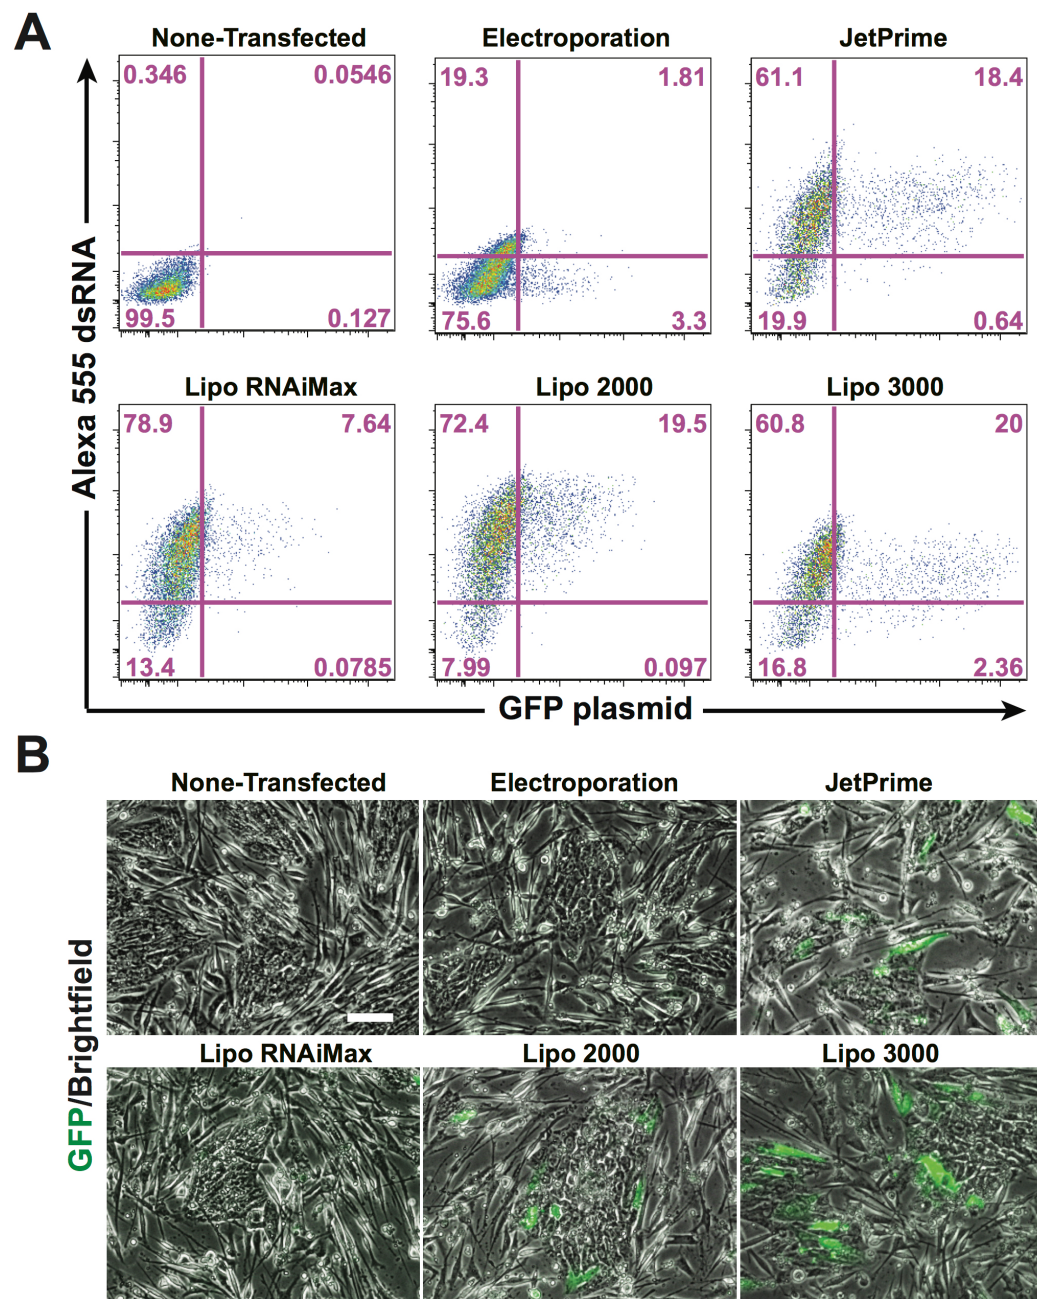 A
None-Transfected
Electroporation
JetPrime
0.346 0.0546
19.3 1.81
61.1 18.4
99.5 0.127
75.6 3.3
19.9 0.64
Lipo RNAiMax
Lipo 2000
Lipo 3000
78.9 7.64
72.4 19.5
60.8 20
13.4 0.0785
7.99 0.097
16.8 2.36
Alexa 555 dsRNA
GFP plasmid
B
None-Transfected
Electroporation
JetPrime
Lipo RNAiMax
Lipo 2000
Lipo 3000
GFP/Brightfield